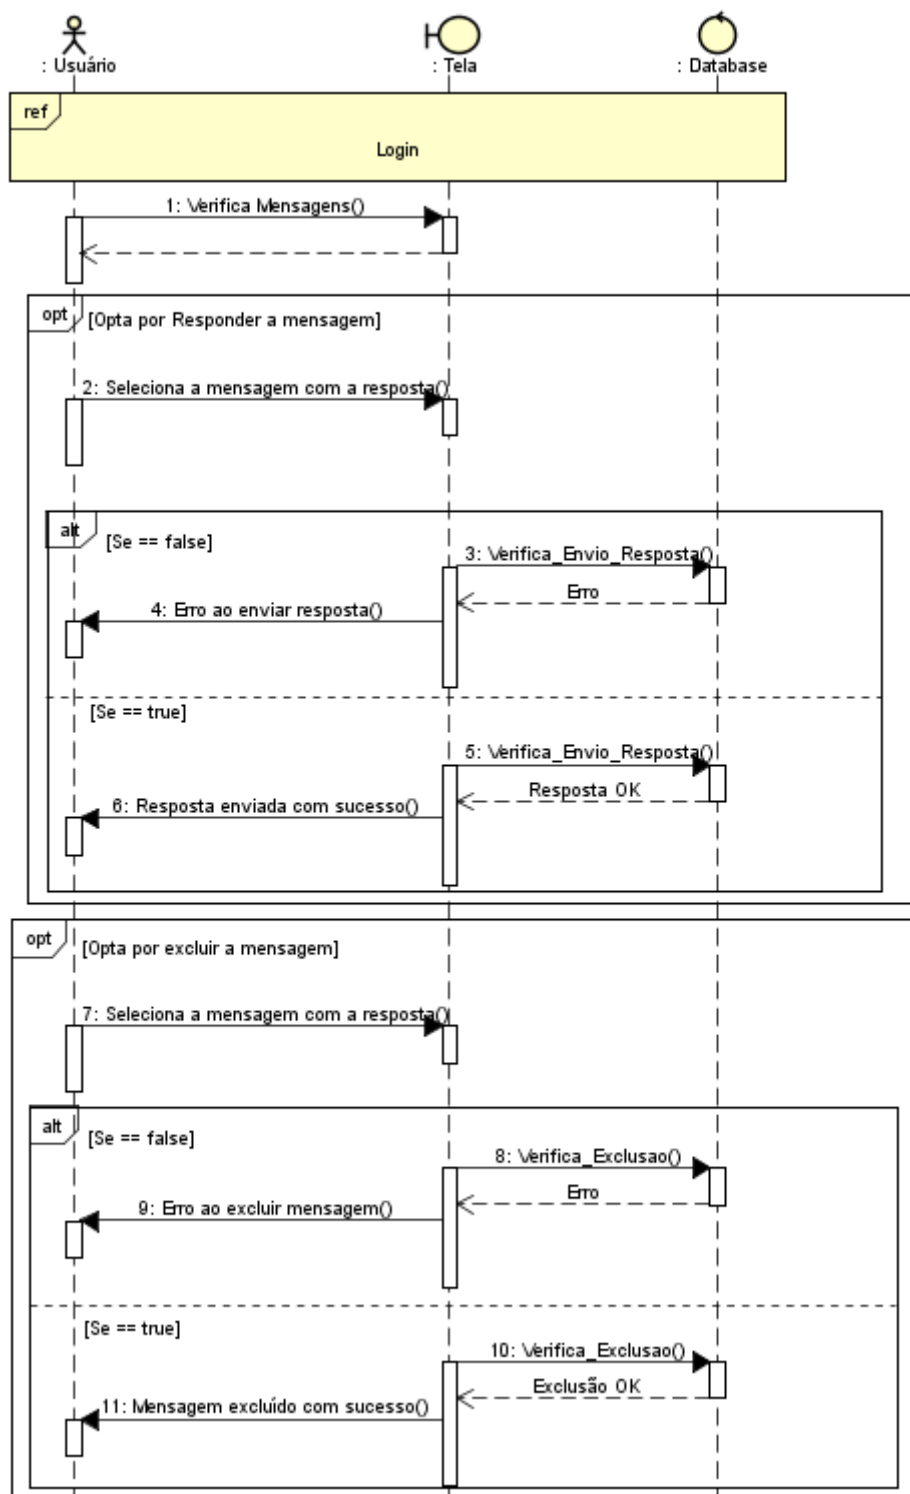 : Usuário
: Tela
: Database
ref
Login
1: Verifica Mensagens()
opt
[Opta por Responder a mensagem]
2: Seleciona a mensagem com a resposta()
alt
[Se == false]
3: Verifica_Envio_Resposta()
Erro
4: Erro ao enviar resposta()
[Se == true]
5: Verifica_Envio_Resposta()
Resposta OK
6: Resposta enviada com sucesso()
opt
[Opta por excluir a mensagem]
7: Seleciona a mensagem com a resposta()
alt
[Se == false]
8: Verifica_Exclusao()
Erro
9: Erro ao excluir mensagem()
[Se == true]
10: Verifica_Exclusao()
Exclusão OK
11: Mensagem excluído com sucesso()